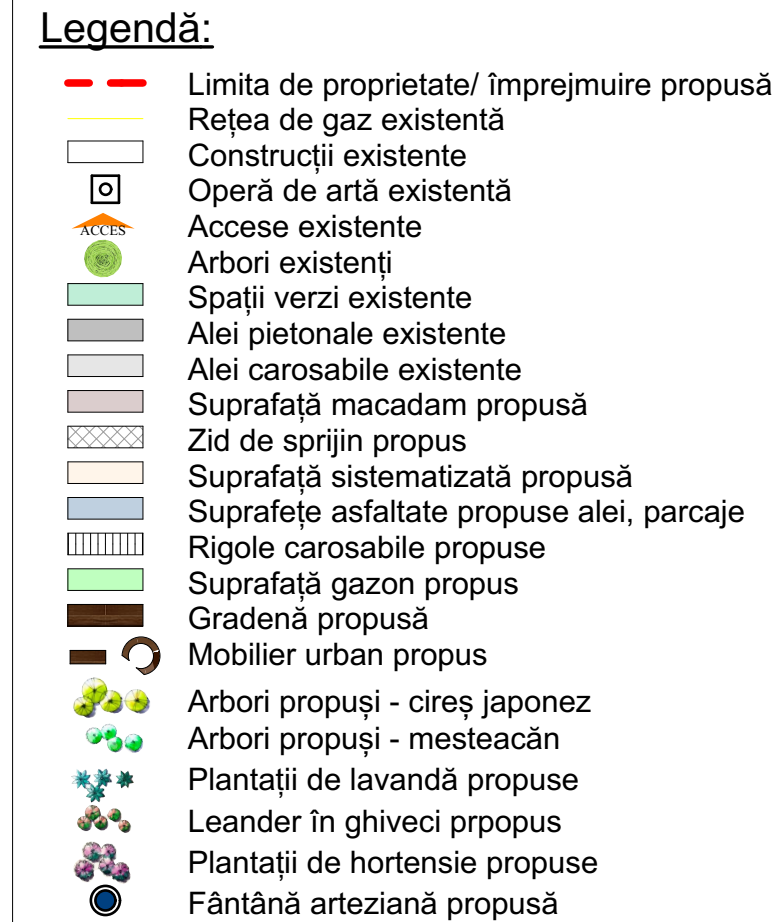 Legendă:
Limita de proprietate/ împrejmuire propusă
Rețea de gaz existentă
Construcții existente
Operă de artă existentă
ACCES Accese existente
Arbori existenți
Spații verzi existente
Alei pietonale existente
Alei carosabile existente
Suprafață macadam propusă
Zid de sprijin propus
Suprafață sistematizată propusă
Suprafețe asfaltate propuse alei, parcaje
Rigole carosabile propuse
Suprafață gazon propus
Gradenă propusă
Mobilier urban propus
Arbori propuși - cireș japonez
Arbori propuși - mesteacăn
Plantații de lavandă propuse
Leander în ghiveci prpopus
Plantații de hortensie propuse
Fântână arteziană propusă